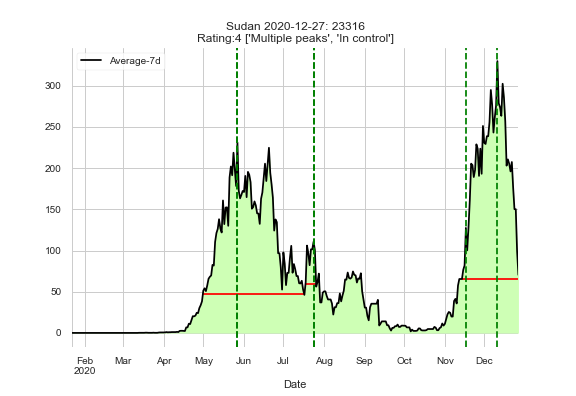 Sudan 2020-12-27: 23316
Rating:4 ['Multiple peaks', 'In control']
Average-7d
300
250
200
150
100
50
0
Feb Mar Apr May Jun Jul Aug Sep Oct Nov Dec
2020
Date